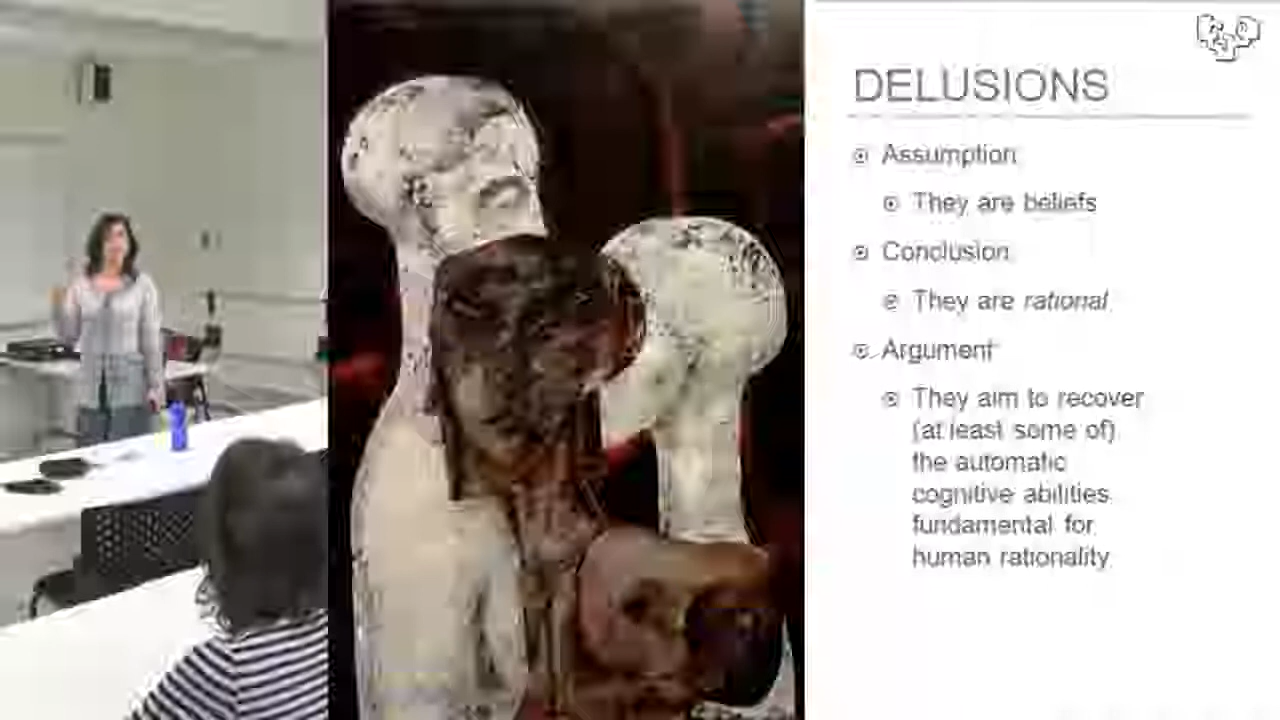 DELUSIONS
Assumption
They are beliefs
Conclusion
They are rational
Argument
They aim to recover
(at least some of)
the automatic
cognitive abilities
fundamental for
human rationality